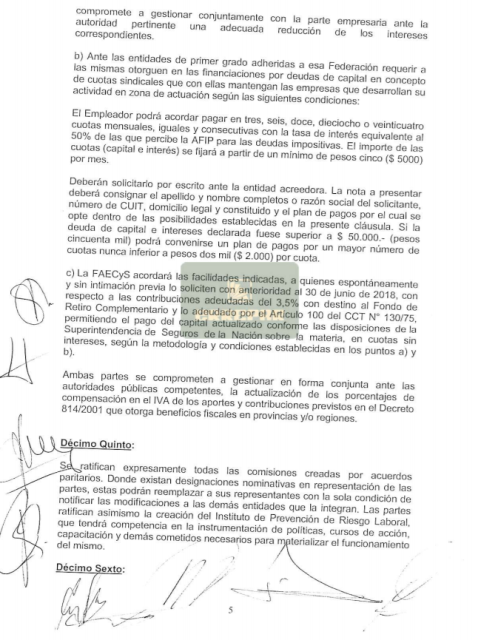 compromete a gestionar conjuntamente con la parte empresaria ante la
autoridad pertinente una adecuada reducción de los intereses
correspondientes.
b) Ante las entidades de primer grado adheridas a esa Federación requerir a
las mismas otorguen en las financiaciones por deudas de capital en concepto
de cuotas sindicales que con ellas mantengan las empresas que desarrollan su
actividad en zona de actuación según las siguientes condiciones:
El Empleador podrá acordar pagar en tres, seis, doce, dieciocho o veinticuatro
cuotas mensuales, iguales y consecutivas con la tasa de interés equivalente al
50% de las que percibe la AFIP para las deudas impositivas. El importe de las
cuotas (capital e interés) se fijará a partir de un mínimo de pesos cinco ($ 5000)
por mes.
Deberán solicitarlo por escrito ante la entidad acreedora. La nota a presentar
deberá consignar el apellido y nombre completos o razón social del solicitante,
número de CUIT, domicilio legal y constituido y el plan de pagos por el cual se
opte dentro de las posibilidades establecidas en la presente cláusula. Si la
deuda de capital e intereses declarada fuese superior a $ 50.000.- (pesos
cincuenta mil) podrá convenirse un plan de pagos por un mayor número de
cuotas nunca inferior a pesos dos mil ($ 2.000) por cuota.
c) La FAECyS acordará las facilidades indicadas, a quienes espontáneamente
y sin intimación previa lo soliciten con anterioridad al 30 de junio de 2018, con
respecto a las contribuciones adeudadas del 3,5% con destino al Fondo de
Retiro Complementario y lo adeudado por el Artículo 100 del CCT N° 130/75,
permitiendo el pago del capital actualizado conforme las disposiciones de la
Superintendencia de Seguros de la Nación sobre la materia, en cuotas sin
intereses, según la metodología y condiciones establecidas en los puntos a) y
b).
Ambas partes se comprometen a gestionar en forma conjunta ante las
autoridades públicas competentes, la actualización de los porcentajes de
compensación en el IVA de los aportes y contribuciones previstos en el Decreto
814/2001 que otorga beneficios fiscales en provincias y/o regiones.
Décimo Quinto:
Se ratifican expresamente todas las comisiones creadas por acuerdos
paritarios. Donde existan designaciones nominativas en representación de las
partes, estas podrán reemplazar a sus representantes con la sola condición de
notificar las modificaciones a las demás entidades que la integran. Las partes
ratifican asimismo la creación del Instituto de Prevención de Riesgo Laboral,
que tendrá competencia en la instrumentación de políticas, cursos de acción,
capacitación y demás cometidos necesarios para materializar el funcionamiento
del mismo.
Décimo Sexto:
5